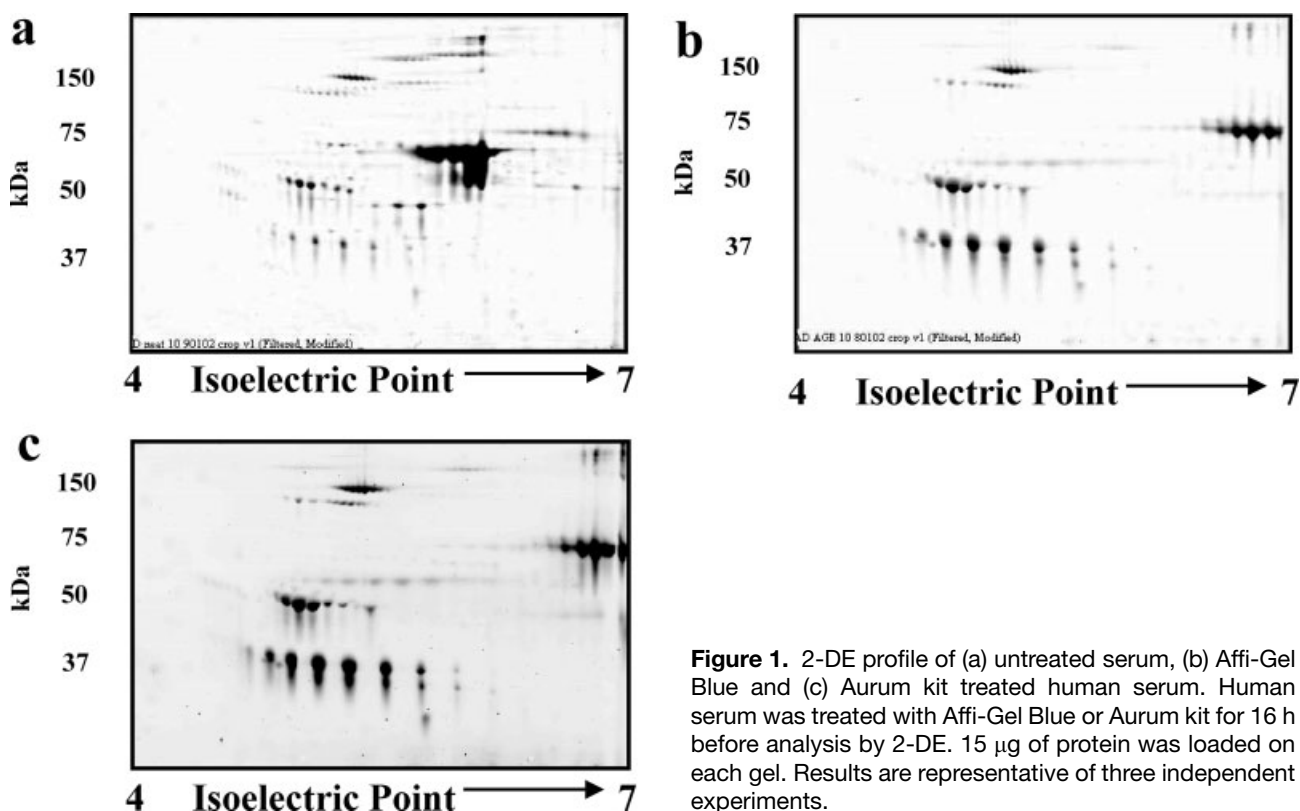 a
150
75
50
37
kDa
D neat 10 90102 crop v1 (Filtered, Modified)
4 Isoelectric Point 7
b
150
75
50
37
kDa
AD AGB 10 80102 crop v1 (Filtered, Modified)
4 Isoelectric Point 7
c
150
75
50
37
kDa
4 Isoelectric Point 7
Figure 1. 2-DE profile of (a) untreated serum, (b) Affi-Gel
Blue and (c) Aurum kit treated human serum. Human
serum was treated with Affi-Gel Blue or Aurum kit for 16 h
before analysis by 2-DE. 15 μg of protein was loaded on
each gel. Results are representative of three independent
experiments.